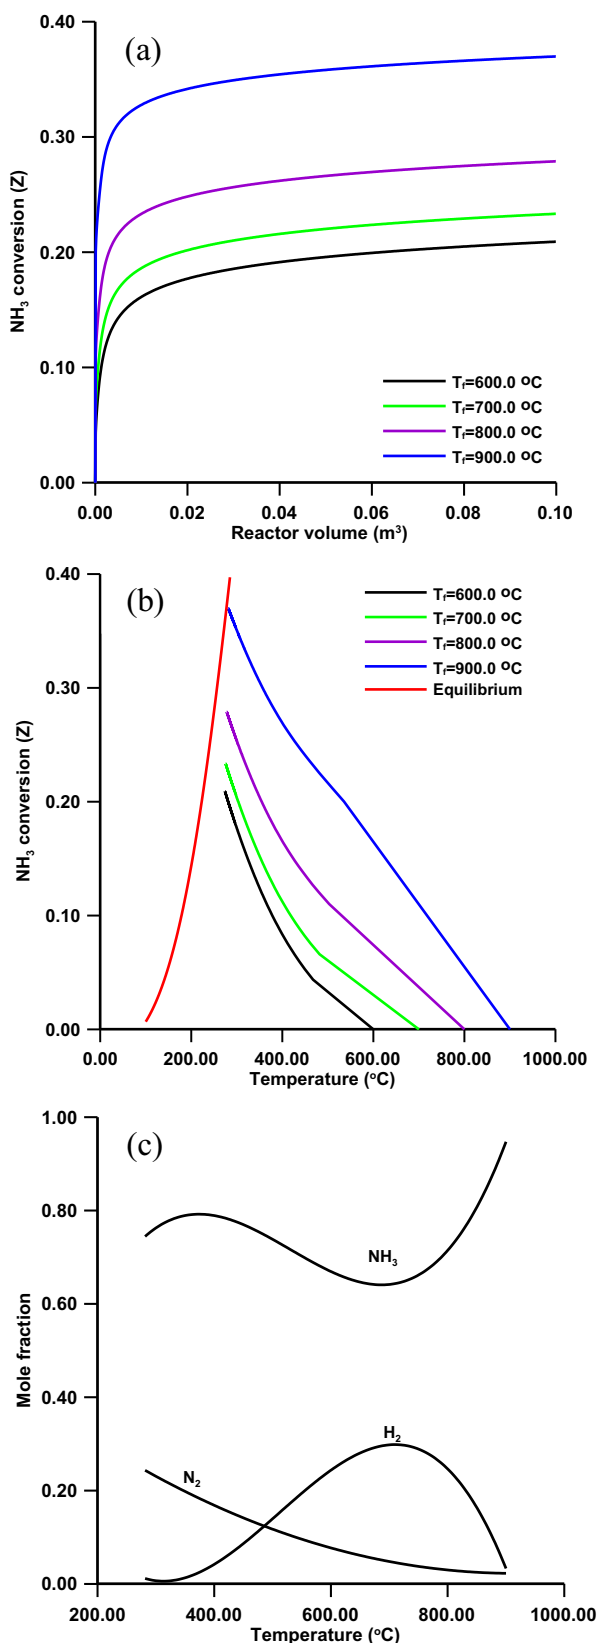 (a)
0.40
0.30
0.20
0.10
0.00
NH₃ conversion (Z)
Tf=600.0 ºC
Tf=700.0 ºC
Tf=800.0 ºC
Tf=900.0 ºC
0.00 0.02 0.04 0.06 0.08 0.10
Reactor volume (m³)
(b)
0.40
0.30
0.20
0.10
0.00
NH₃ conversion (Z)
Tf=600.0 ºC
Tf=700.0 ºC
Tf=800.0 ºC
Tf=900.0 ºC
Equilibrium
0.00 200.00 400.00 600.00 800.00 1000.00
Temperature (ºC)
(c)
1.00
0.80
0.60
0.40
0.20
0.00
Mole fraction
NH₃
H₂
N₂
200.00 400.00 600.00 800.00 1000.00
Temperature (ºC)